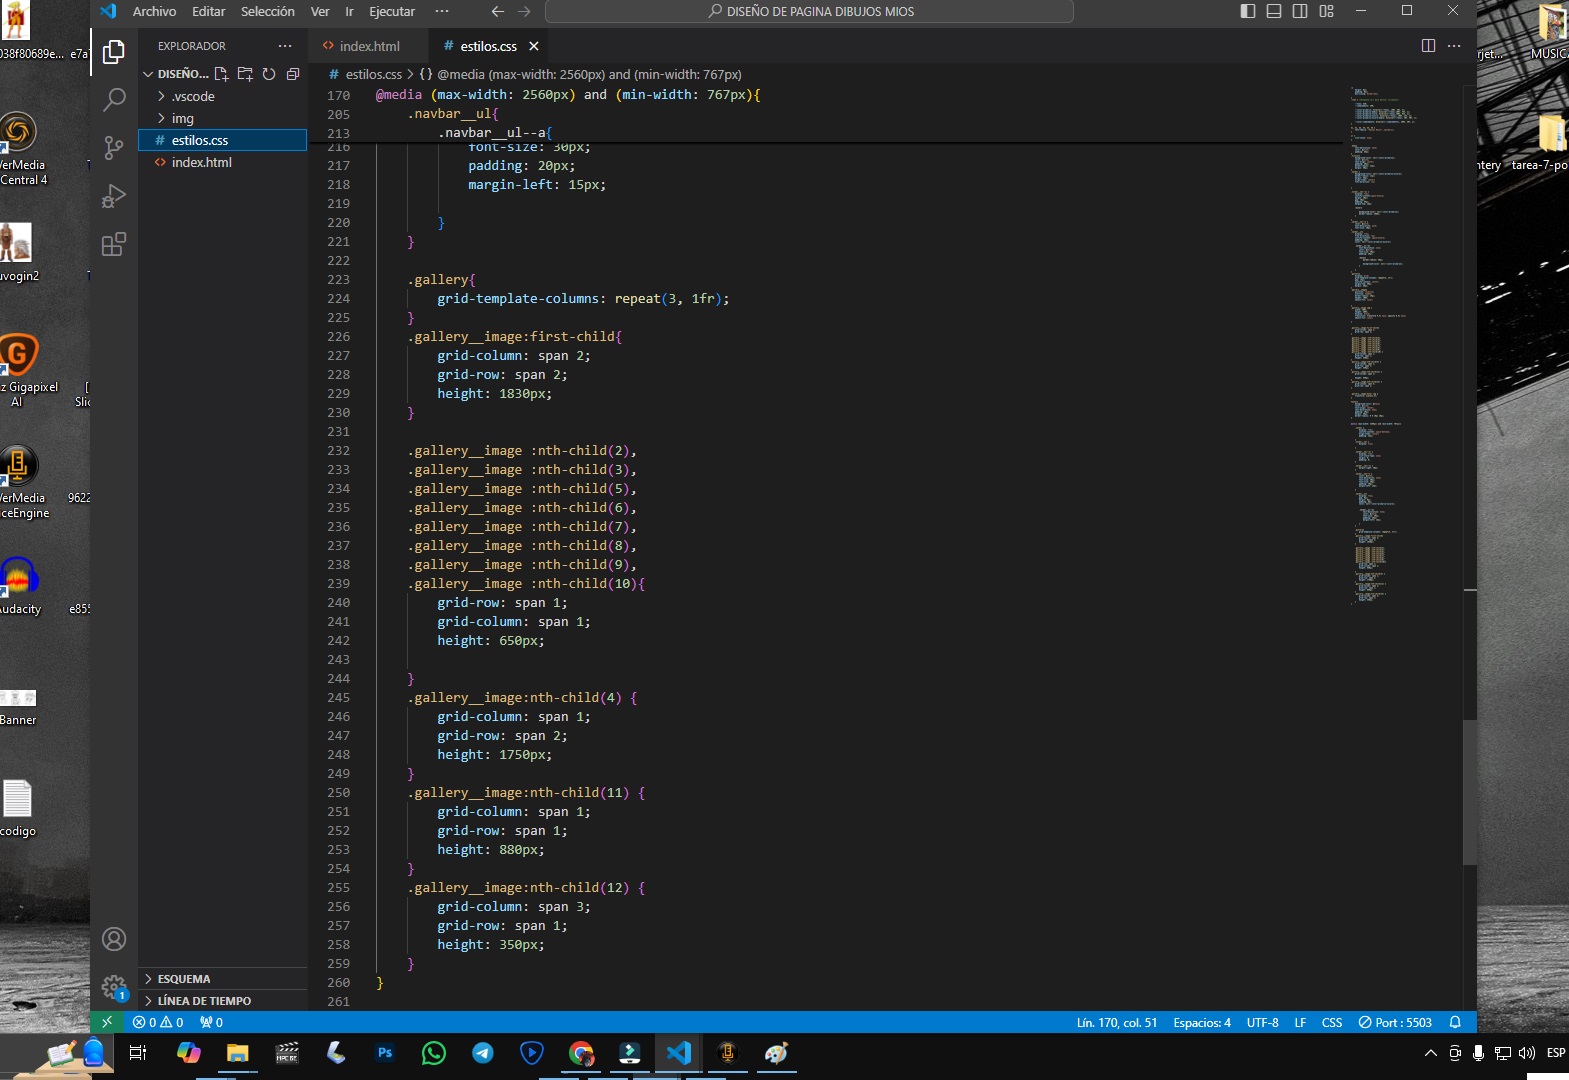 Archivo Editar Selección Ver Ir Ejecutar ··· DISEÑO DE PAGINA DIBUJOS MIOS
EXPLORADOR ···
index.html # estilos.css
DISEÑO...
# estilos.css > {} @media (max-width: 2560px) and (min-width: 767px)
.vscode
img
# estilos.css
index.html
170 @media (max-width: 2560px) and (min-width: 767px){
205 .navbar__ul{
213 .navbar__ul--a{
216 font-size: 30px;
217 padding: 20px;
218 margin-left: 15px;
219
220 }
221 }
222
223 .gallery{
224 grid-template-columns: repeat(3, 1fr);
225 }
226 .gallery__image:first-child{
227 grid-column: span 2;
228 grid-row: span 2;
229 height: 1830px;
230 }
231
232 .gallery__image :nth-child(2),
233 .gallery__image :nth-child(3),
234 .gallery__image :nth-child(5),
235 .gallery__image :nth-child(6),
236 .gallery__image :nth-child(7),
237 .gallery__image :nth-child(8),
238 .gallery__image :nth-child(9),
239 .gallery__image :nth-child(10){
240 grid-row: span 1;
241 grid-column: span 1;
242 height: 650px;
243
244 }
245 .gallery__image:nth-child(4) {
246 grid-column: span 1;
247 grid-row: span 2;
248 height: 1750px;
249 }
250 .gallery__image:nth-child(11) {
251 grid-column: span 1;
252 grid-row: span 1;
253 height: 880px;
254 }
255 .gallery__image:nth-child(12) {
256 grid-column: span 3;
257 grid-row: span 1;
258 height: 350px;
259 }
260 }
261
ESQUEMA
LÍNEA DE TIEMPO
1
0 0 0
Lín. 170, col. 51 Espacios: 4 UTF-8 LF CSS Port : 5503
038f80689e... e7a
verMedia
Central 4
uvogin2
z Gigapixel
AI
[
Slic
verMedia
iceEngine
9622
Audacity
e855
Banner
codigo
rjet...
MUSICA
ntery
tarea-7-po
Ps
ESP